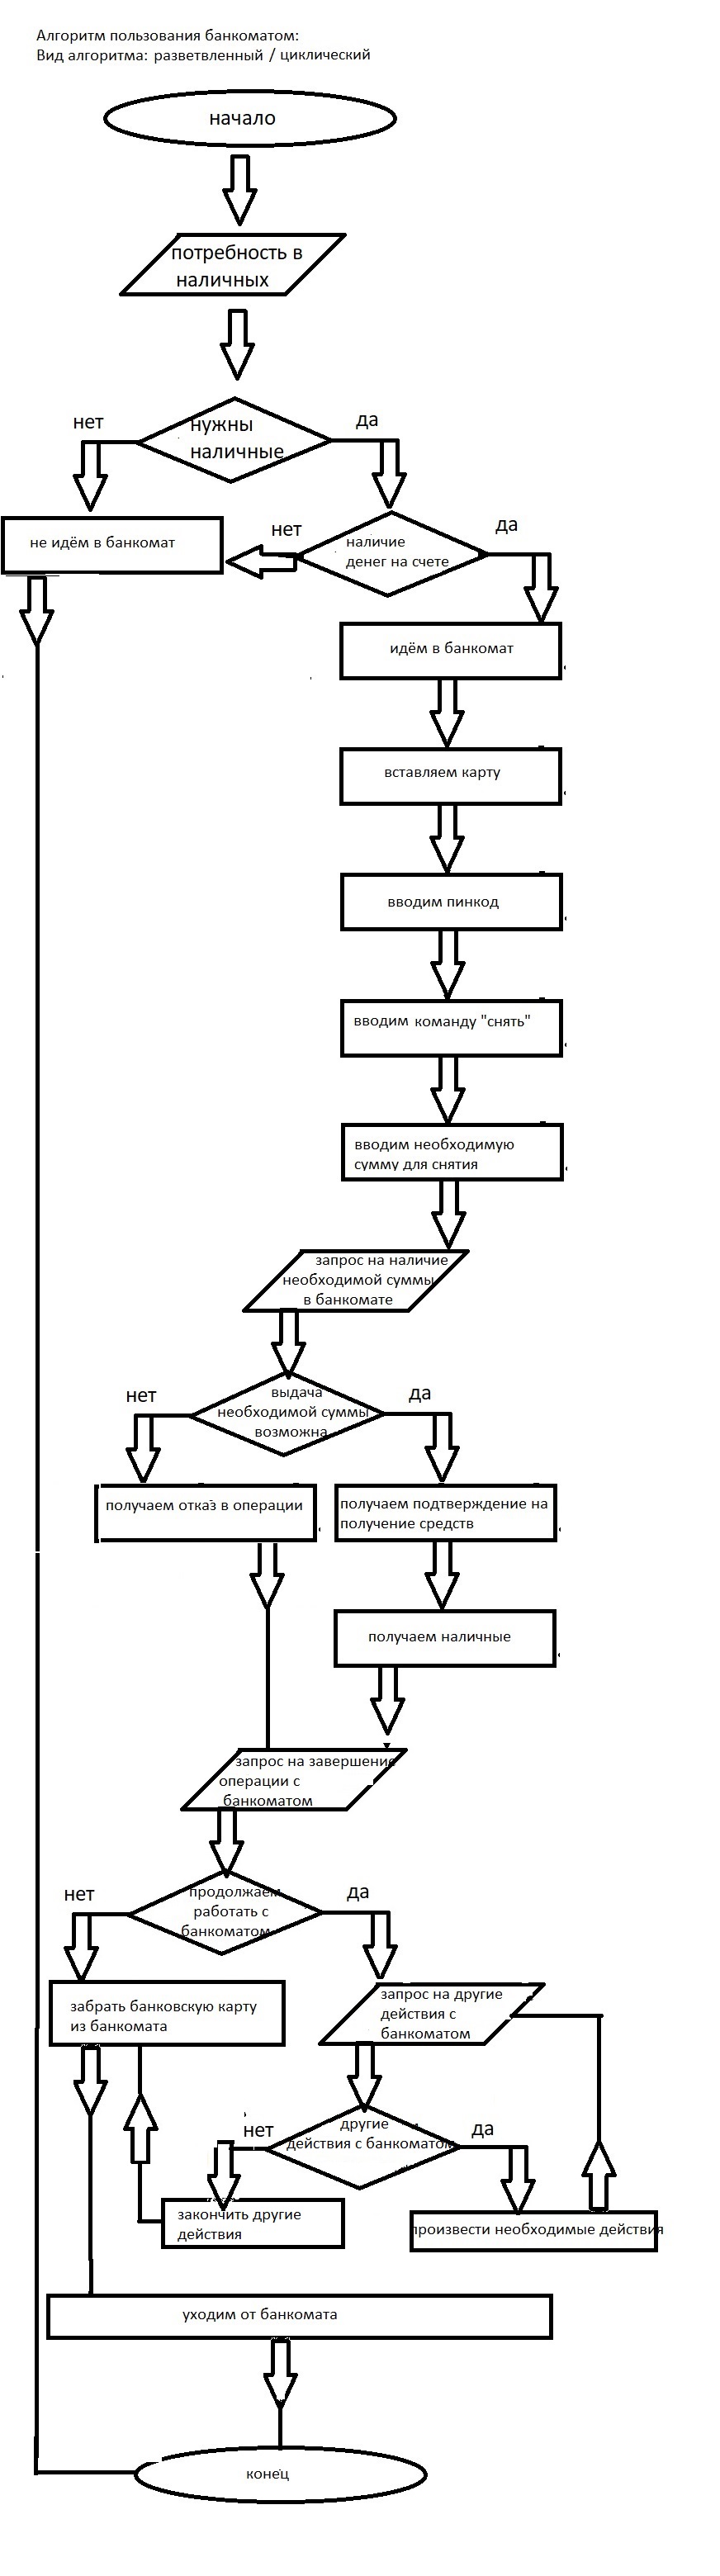 Алгоритм пользования банкоматом:
Вид алгоритма: разветвленный / циклический
начало
потребность в
наличных
нет
да
нужны
наличные
не идём в банкомат
нет
наличие
денег на счете
да
идём в банкомат
вставляем карту
вводим пинкод
вводим команду "снять"
вводим необходимую
сумму для снятия
запрос на наличие
необходимой суммы
в банкомате
нет
выдача
необходимой суммы
возможна
да
получаем отказ в операции
получаем подтверждение на
получение средств
получаем наличные
запрос на завершение
операции с
банкоматом
нет
продолжаем
работать с
банкоматом
да
забрать банковскую карту
из банкомата
запрос на другие
действия с
банкоматом
нет
другие
действия с банкоматом
да
закончить другие
действия
произвести необходимые действия
уходим от банкомата
конец